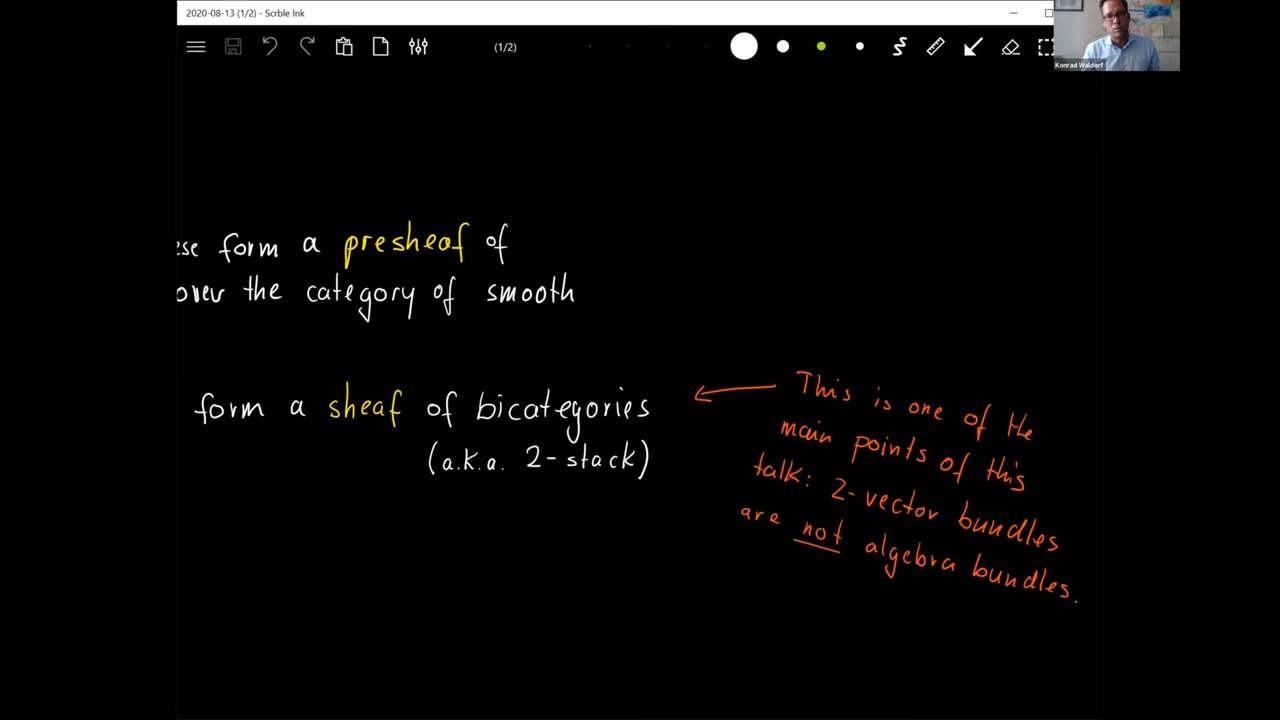 2020-08-13 (1/2) - Scrble Ink
(1/2)
Konrad Waldorf
ese form a presheaf of
over the category of smooth
form a sheaf of bicategories
(a.k.a. 2-stack)
This is one of the
main points of this
talk: 2-vector bundles
are not algebra bundles.